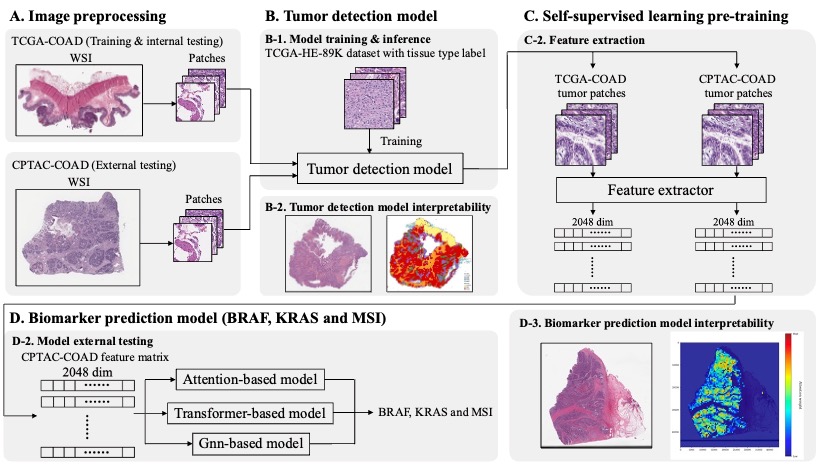 A. Image preprocessing
TCGA-COAD (Training & internal testing)
WSI
Patches
CPTAC-COAD (External testing)
WSI
Patches
B. Tumor detection model
B-1. Model training & inference
TCGA-HE-89K dataset with tissue type label
Training
Tumor detection model
B-2. Tumor detection model interpretability
C. Self-supervised learning pre-training
C-2. Feature extraction
TCGA-COAD
tumor patches
CPTAC-COAD
tumor patches
Feature extractor
2048 dim
2048 dim
D. Biomarker prediction model (BRAF, KRAS and MSI)
D-2. Model external testing
CPTAC-COAD feature matrix
2048 dim
Attention-based model
Transformer-based model
Gnn-based model
BRAF, KRAS and MSI
D-3. Biomarker prediction model interpretability